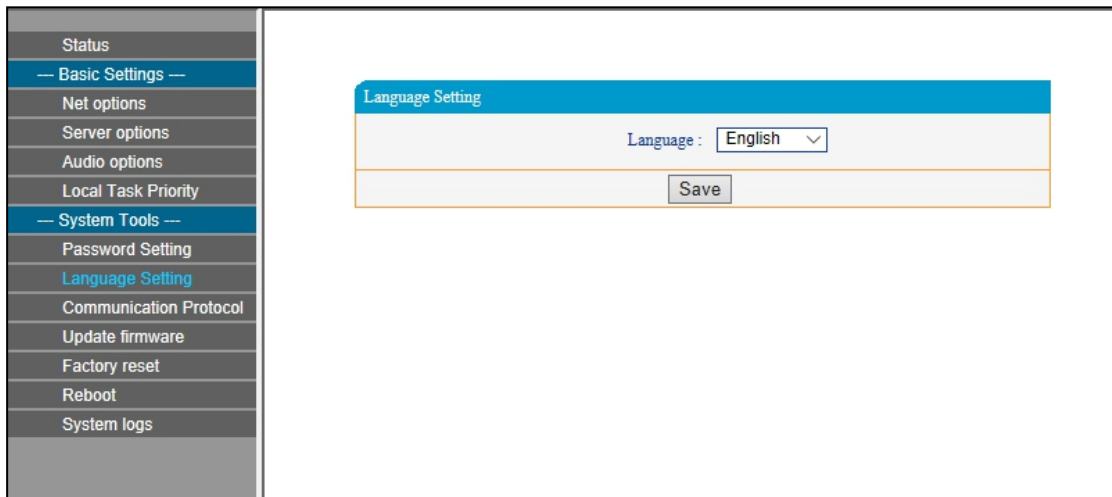 Status
--- Basic Settings ---
Net options
Server options
Audio options
Local Task Priority
--- System Tools ---
Password Setting
Language Setting
Communication Protocol
Update firmware
Factory reset
Reboot
System logs
Language Setting
Language : English
Save